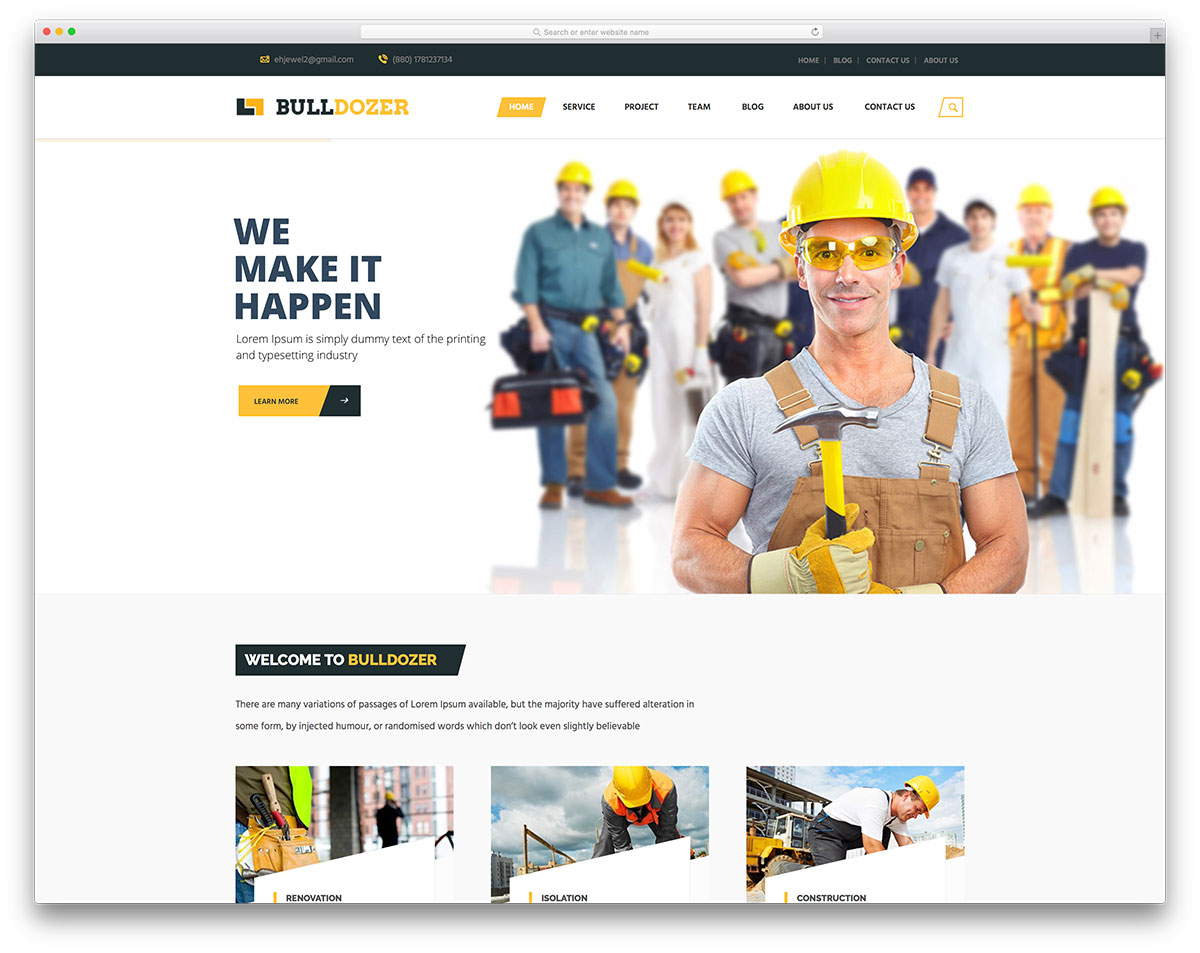 Search or enter website name
ehjewel2@gmail.com (880) 1781237134
HOME | BLOG | CONTACT US | ABOUT US
BULLDOZER
HOME SERVICE PROJECT TEAM BLOG ABOUT US CONTACT US
WE
MAKE IT
HAPPEN
Lorem Ipsum is simply dummy text of the printing
and typesetting industry
LEARN MORE
WELCOME TO BULLDOZER
There are many variations of passages of Lorem Ipsum available, but the majority have suffered alteration in
some form, by injected humour, or randomised words which don’t look even slightly believable
RENOVATION
ISOLATION
CONSTRUCTION